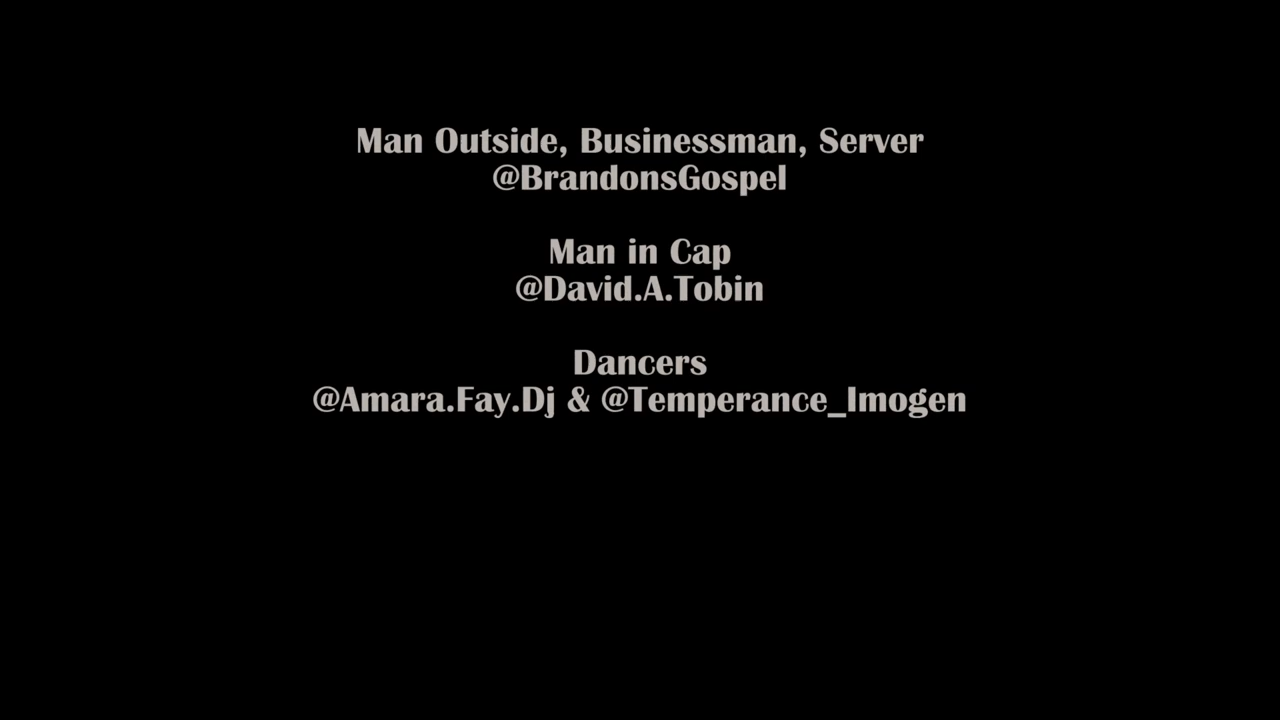 Man Outside, Businessman, Server
@BrandonsGospel
Man in Cap
@David.A.Tobin
Dancers
@Amara.Fay.Dj & @Temperance_Imogen